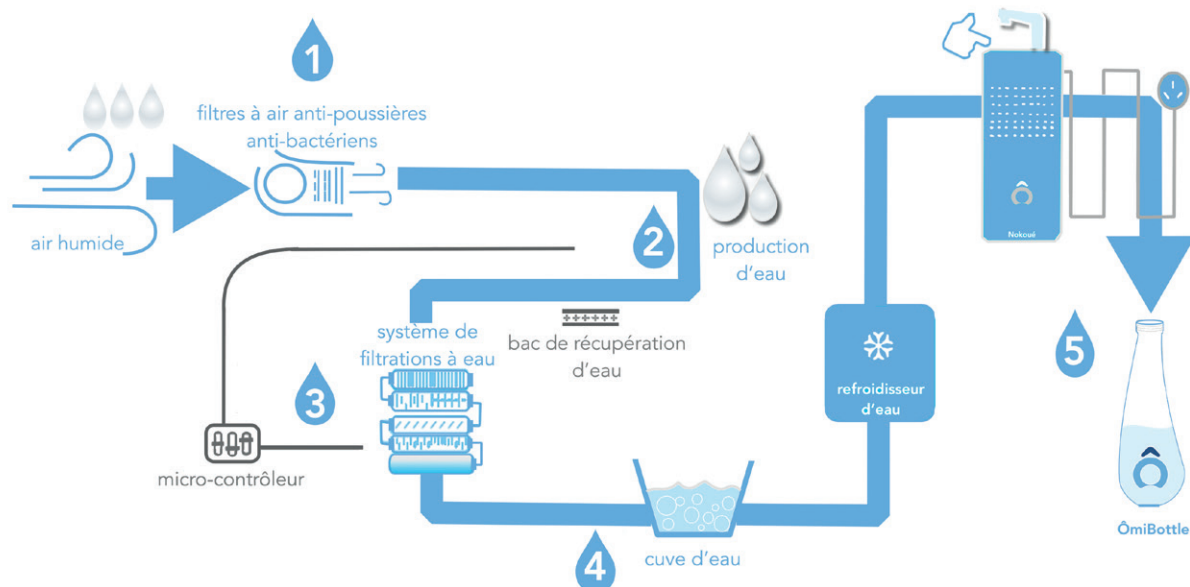 1
filtres à air anti-poussières
anti-bactériens
air humide
2
production
d'eau
système de
filtrations à eau
bac de récupération
d'eau
3
micro-contrôleur
4
cuve d'eau
refroidisseur
d'eau
Ô
Nokoué
5
Ô
ÔmiBottle